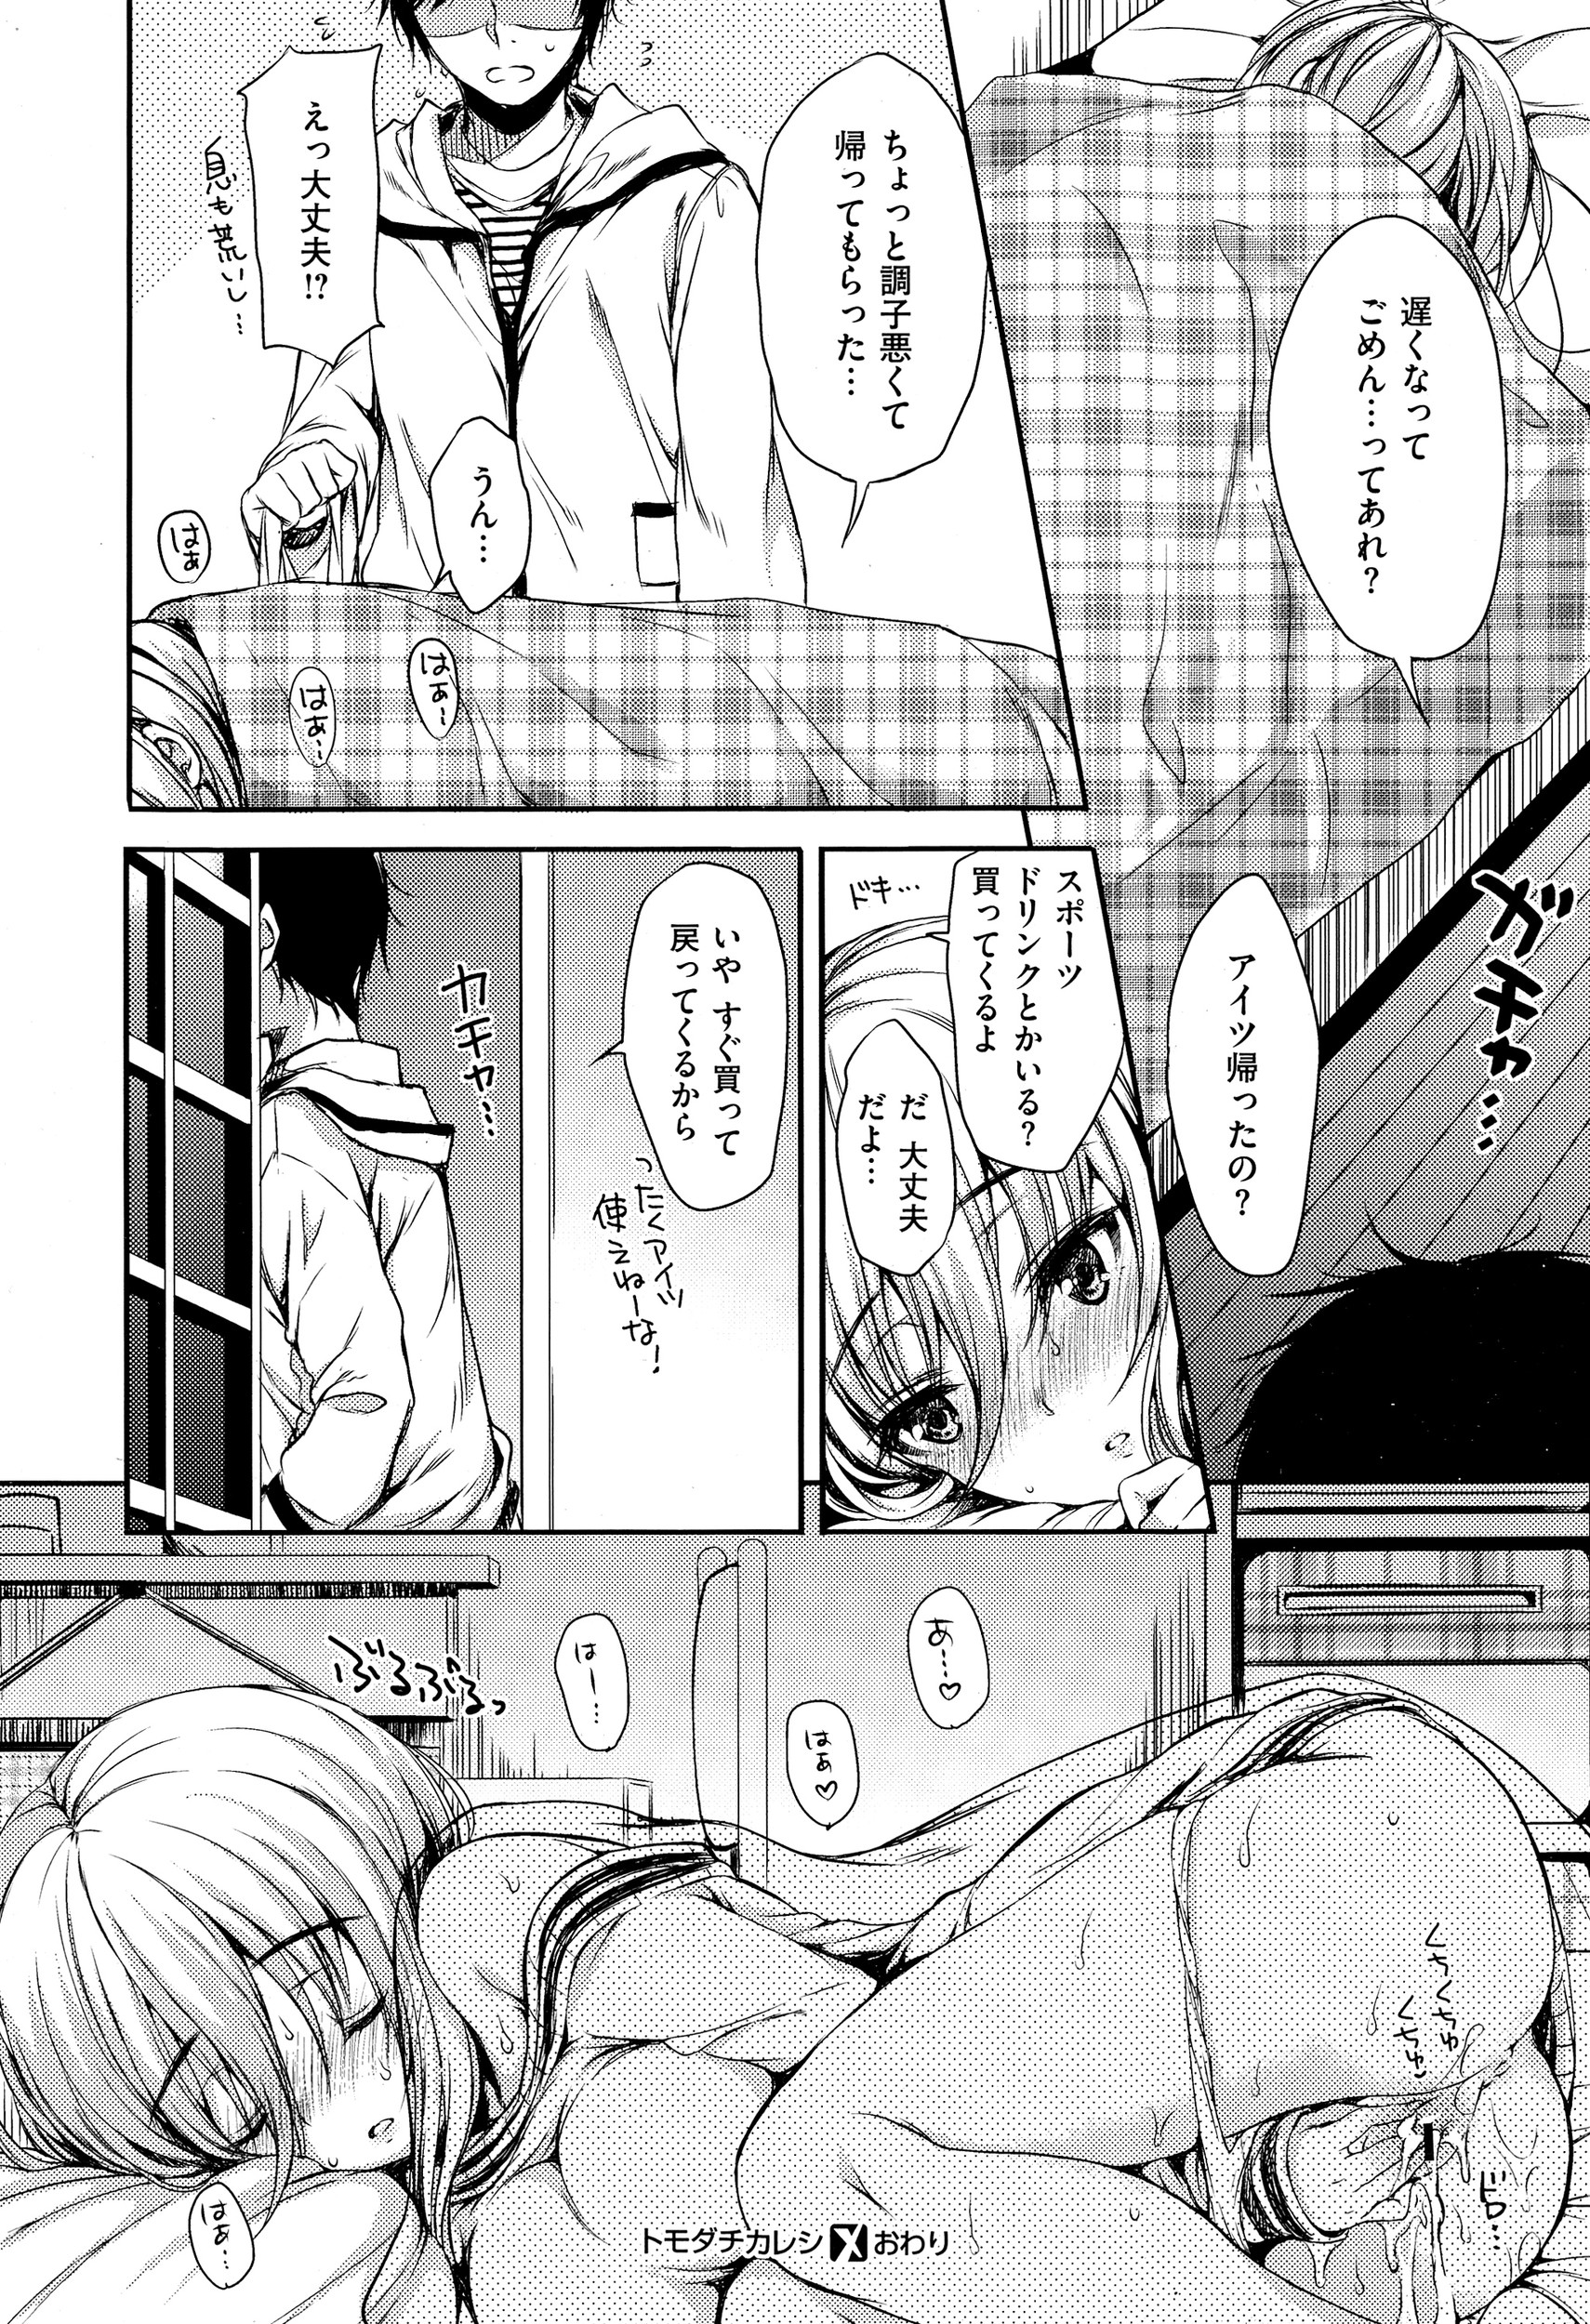 ガチャ…
遅くなって
ごめん…ってあれ?
アイツ帰ったの?
ちょっと調子悪くて
帰ってもらった…
えっ 大丈夫!?
息も荒いし…
うん…
はぁ
はぁ~
はぁ~
スポーツ
ドリンクとかいる?
買ってくるよ
ドキ…
だ 大丈夫
だよ…
いや すぐ買って
戻ってくるから
ったくアイツ
使えねーな!
カチャ…
あ…♡
はぁ♡
はー…
ぶるぶるっ
くちくちゅ
くちゅ
ドロ…
はぁ…
トモダチカレシXおわり